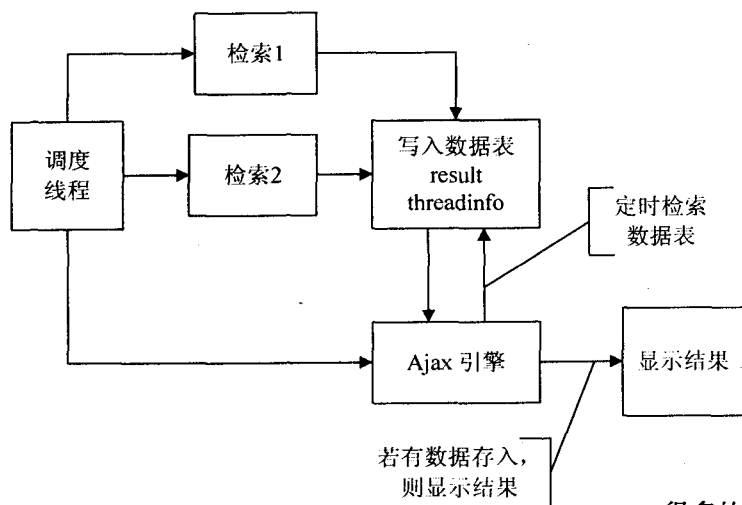 检索1
调度
线程
检索2
写入数据表
result
threadinfo
定时检索
数据表
Ajax 引擎
显示结果
若有数据存入,
则显示结果